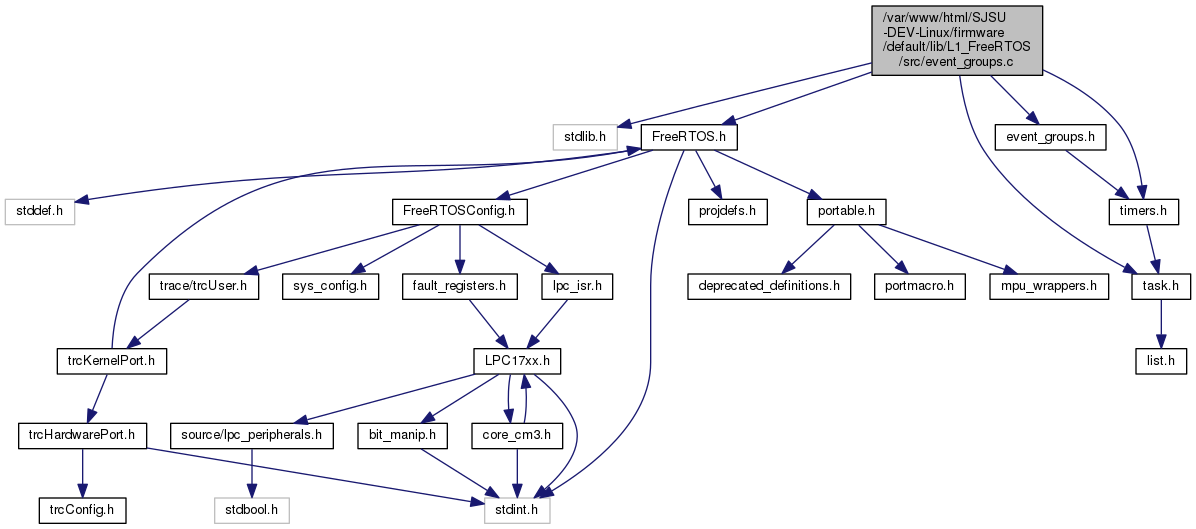 /var/www/html/SJSU
-DEV-Linux/firmware
/default/lib/L1_FreeRTOS
/src/event_groups.c
stdlib.h
FreeRTOS.h
event_groups.h
stddef.h
FreeRTOSConfig.h
projdefs.h
portable.h
timers.h
trace/trcUser.h
sys_config.h
fault_registers.h
lpc_isr.h
deprecated_definitions.h
portmacro.h
mpu_wrappers.h
task.h
trcKernelPort.h
LPC17xx.h
list.h
trcHardwarePort.h
source/lpc_peripherals.h
bit_manip.h
core_cm3.h
trcConfig.h
stdbool.h
stdint.h